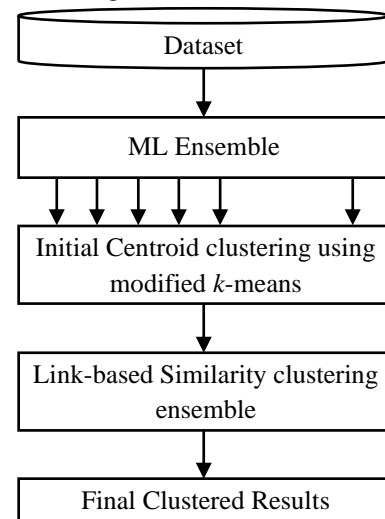 Dataset
ML Ensemble
Initial Centroid clustering using
modified k-means
Link-based Similarity clustering
ensemble
Final Clustered Results